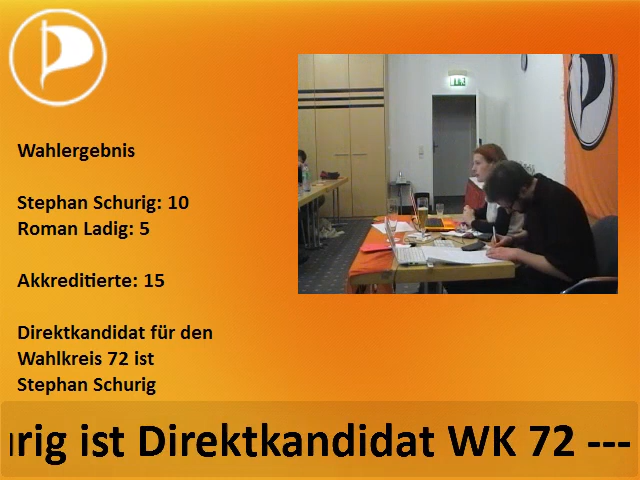 Wahlergebnis
Stephan Schurig: 10
Roman Ladig: 5
Akkreditierte: 15
Direktkandidat für den
Wahlkreis 72 ist
Stephan Schurig
ist Direktkandidat WK 72 ---